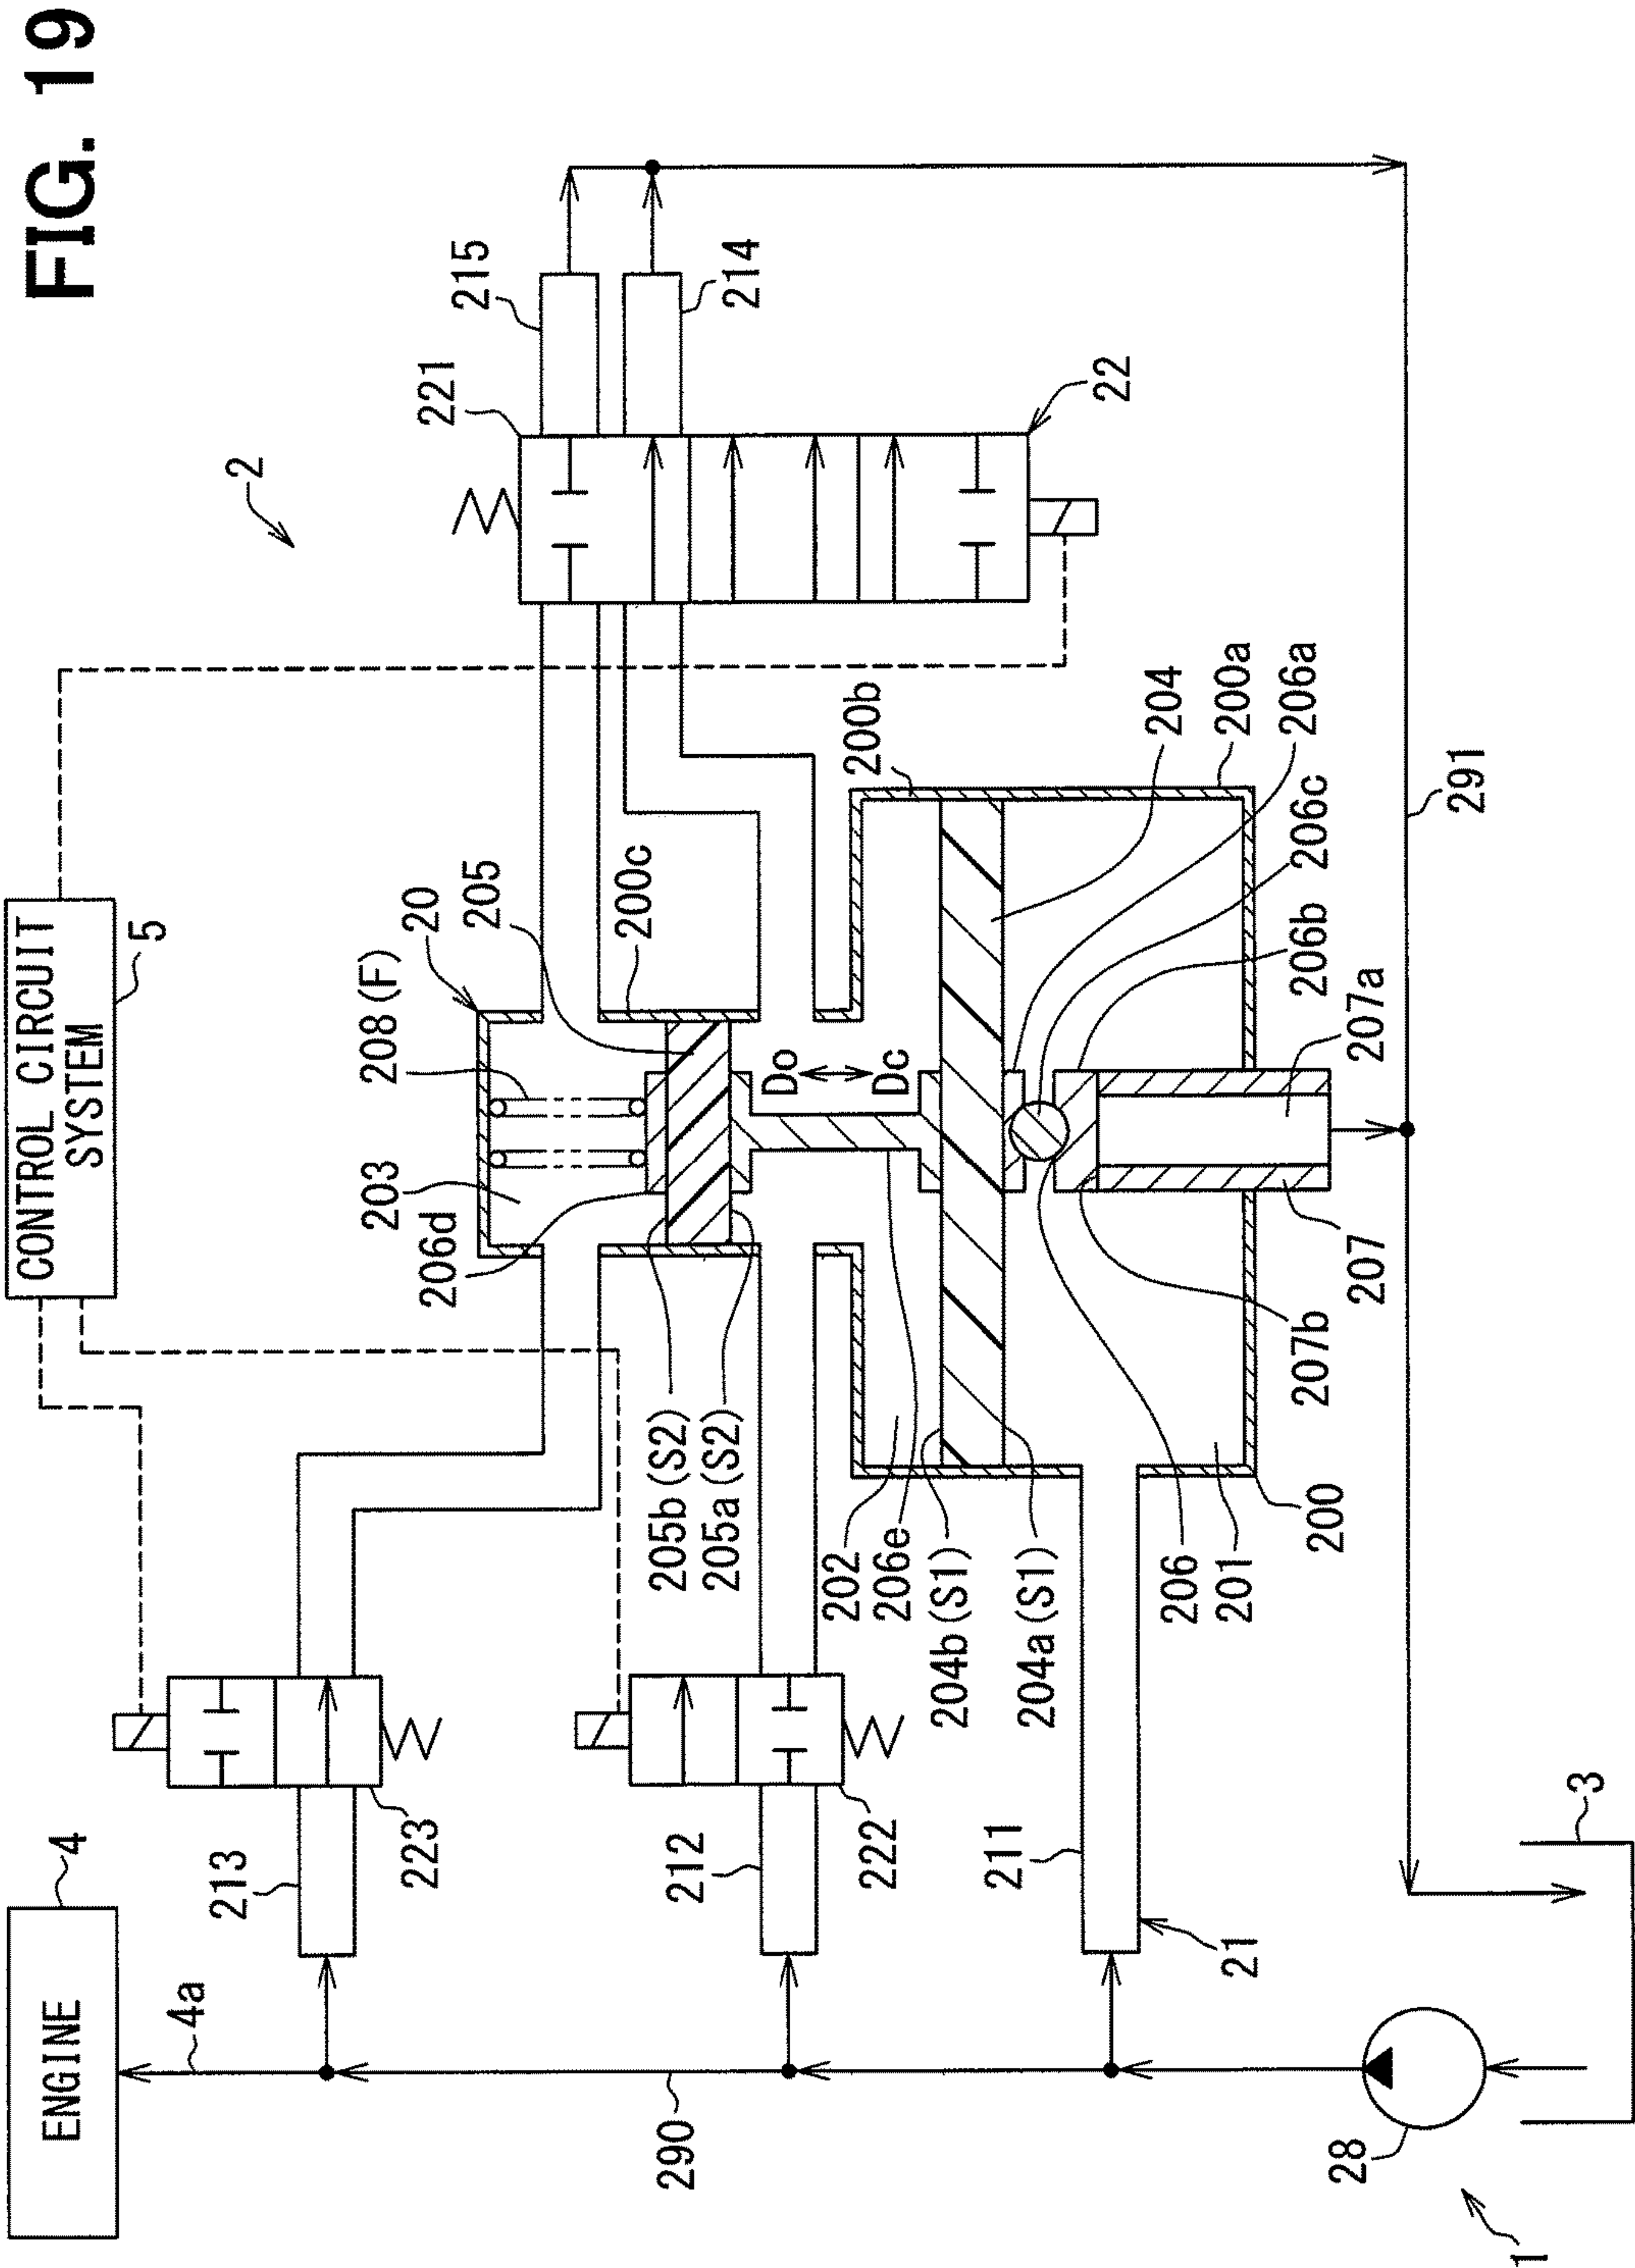 FIG. 19
CONTROL CIRCUIT
SYSTEM
5
2
ENGINE
4
4a
213
223
290
212
222
211
21
28
1
3
215
221
214
22
20
208(F)
203
206d
205
200c
205b(S2)
205a(S2)
Do
Dc
202
206e
204b(S1)
204a(S1)
206
201
200
207b
207
207a
206b
206c
206a
200a
204
200b
291